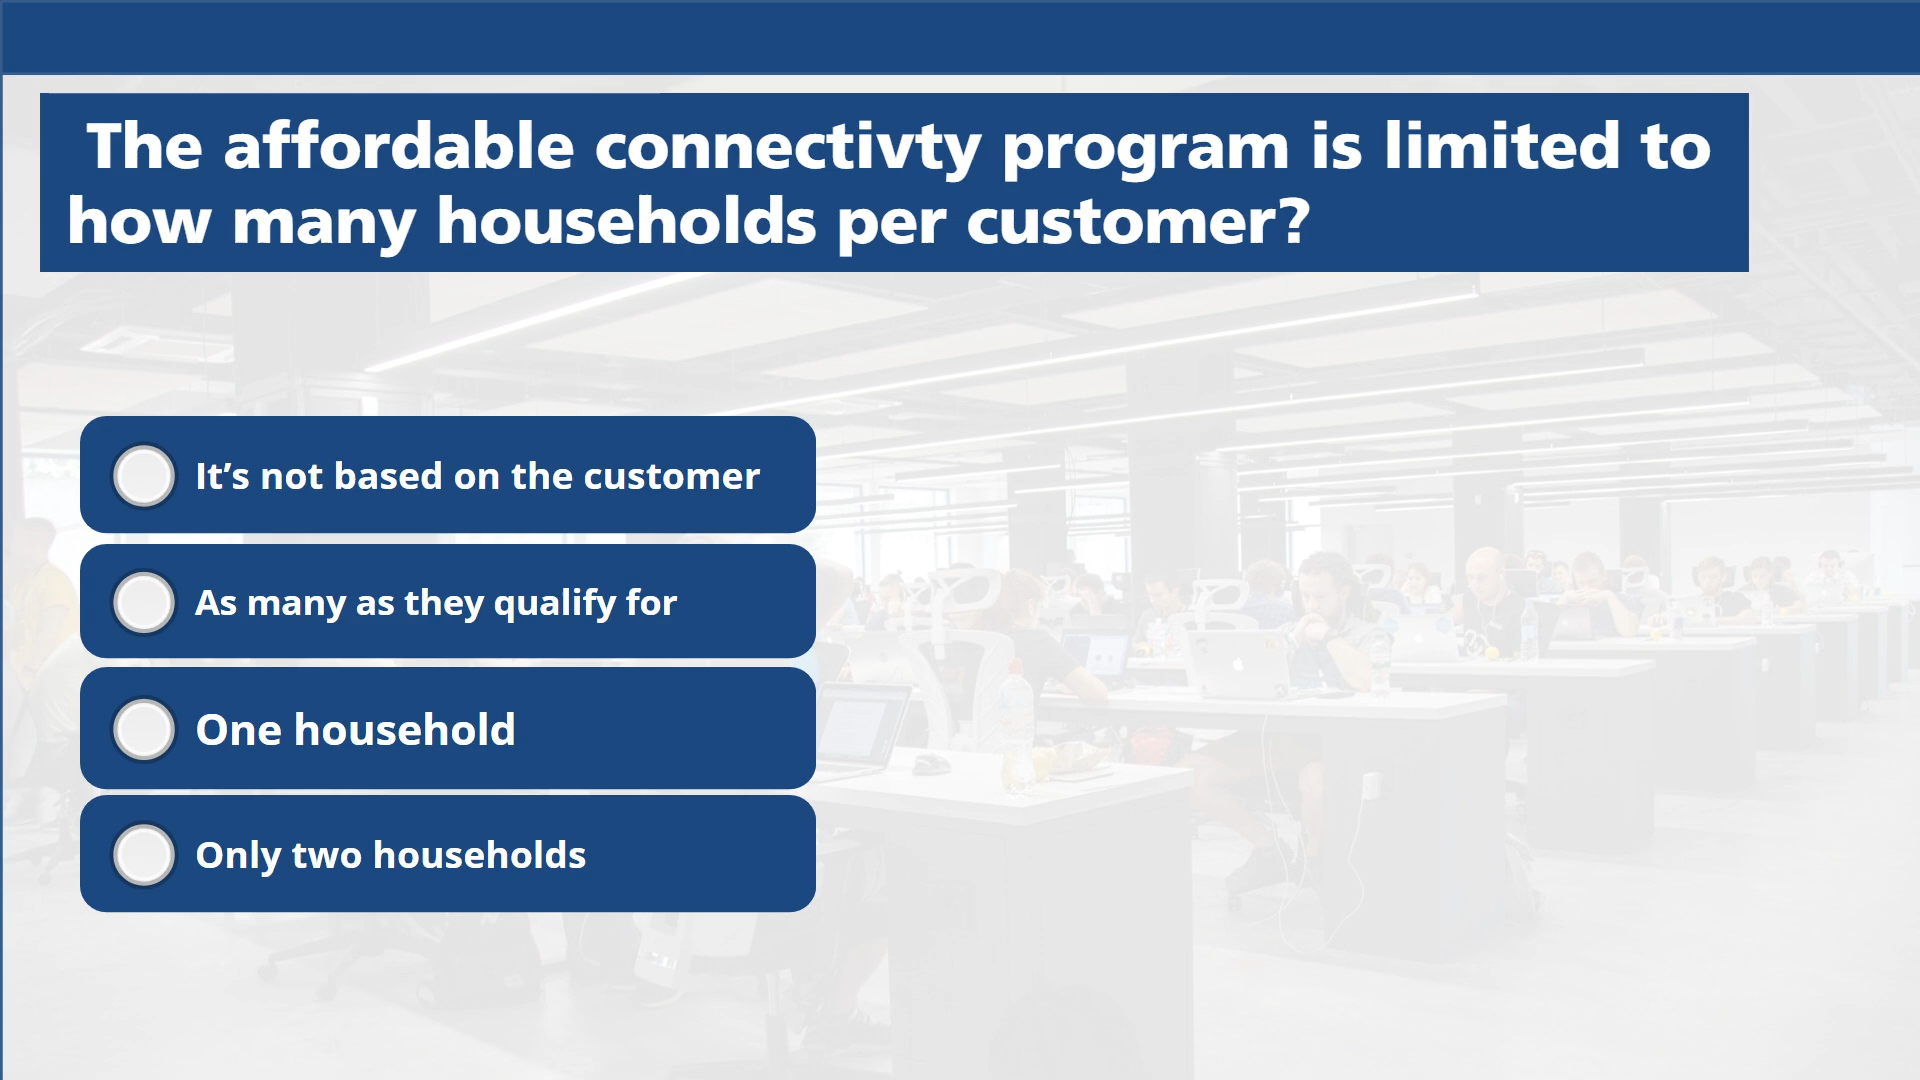 The affordable connectivty program is limited to
how many households per customer?
It’s not based on the customer
As many as they qualify for
One household
Only two households